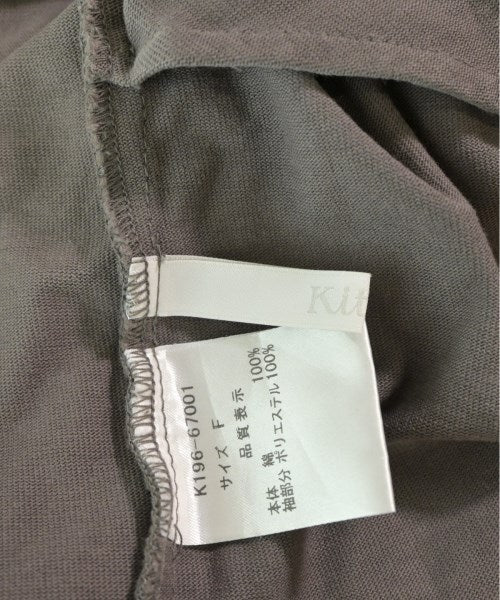 Kit
K196-67001
サイズ F
品質表示
本体 綿 100%
袖部分 ポリエステル 100%